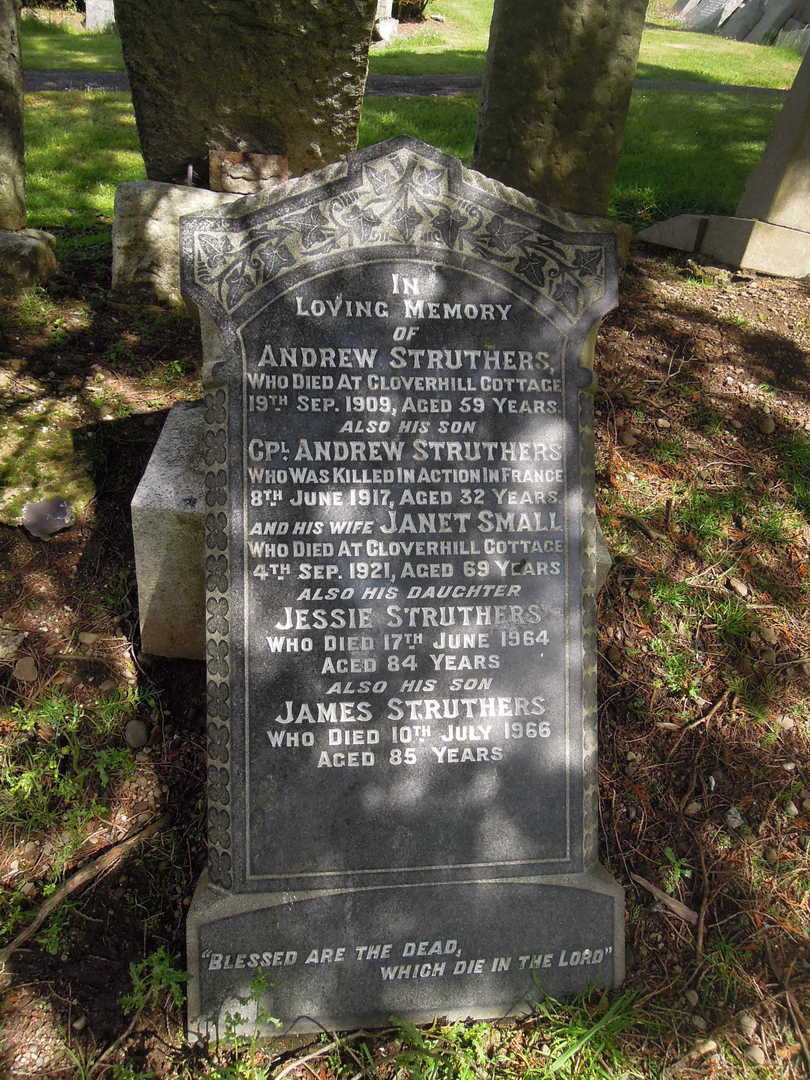 IN
LOVING MEMORY
OF
ANDREW STRUTHERS,
WHO DIED AT CLOVERHILL COTTAGE
19TH SEP. 1909, AGED 59 YEARS.
ALSO HIS SON
CPL ANDREW STRUTHERS
WHO WAS KILLED IN ACTION IN FRANCE
8TH JUNE 1917, AGED 32 YEARS.
AND HIS WIFE JANET SMALL
WHO DIED AT CLOVERHILL COTTAGE
4TH SEP. 1921, AGED 69 YEARS
ALSO HIS DAUGHTER
JESSIE STRUTHERS
WHO DIED 17TH JUNE 1964
AGED 84 YEARS
ALSO HIS SON
JAMES STRUTHERS
WHO DIED 10TH JULY 1966
AGED 85 YEARS
"BLESSED ARE THE DEAD,
WHICH DIE IN THE LORD"